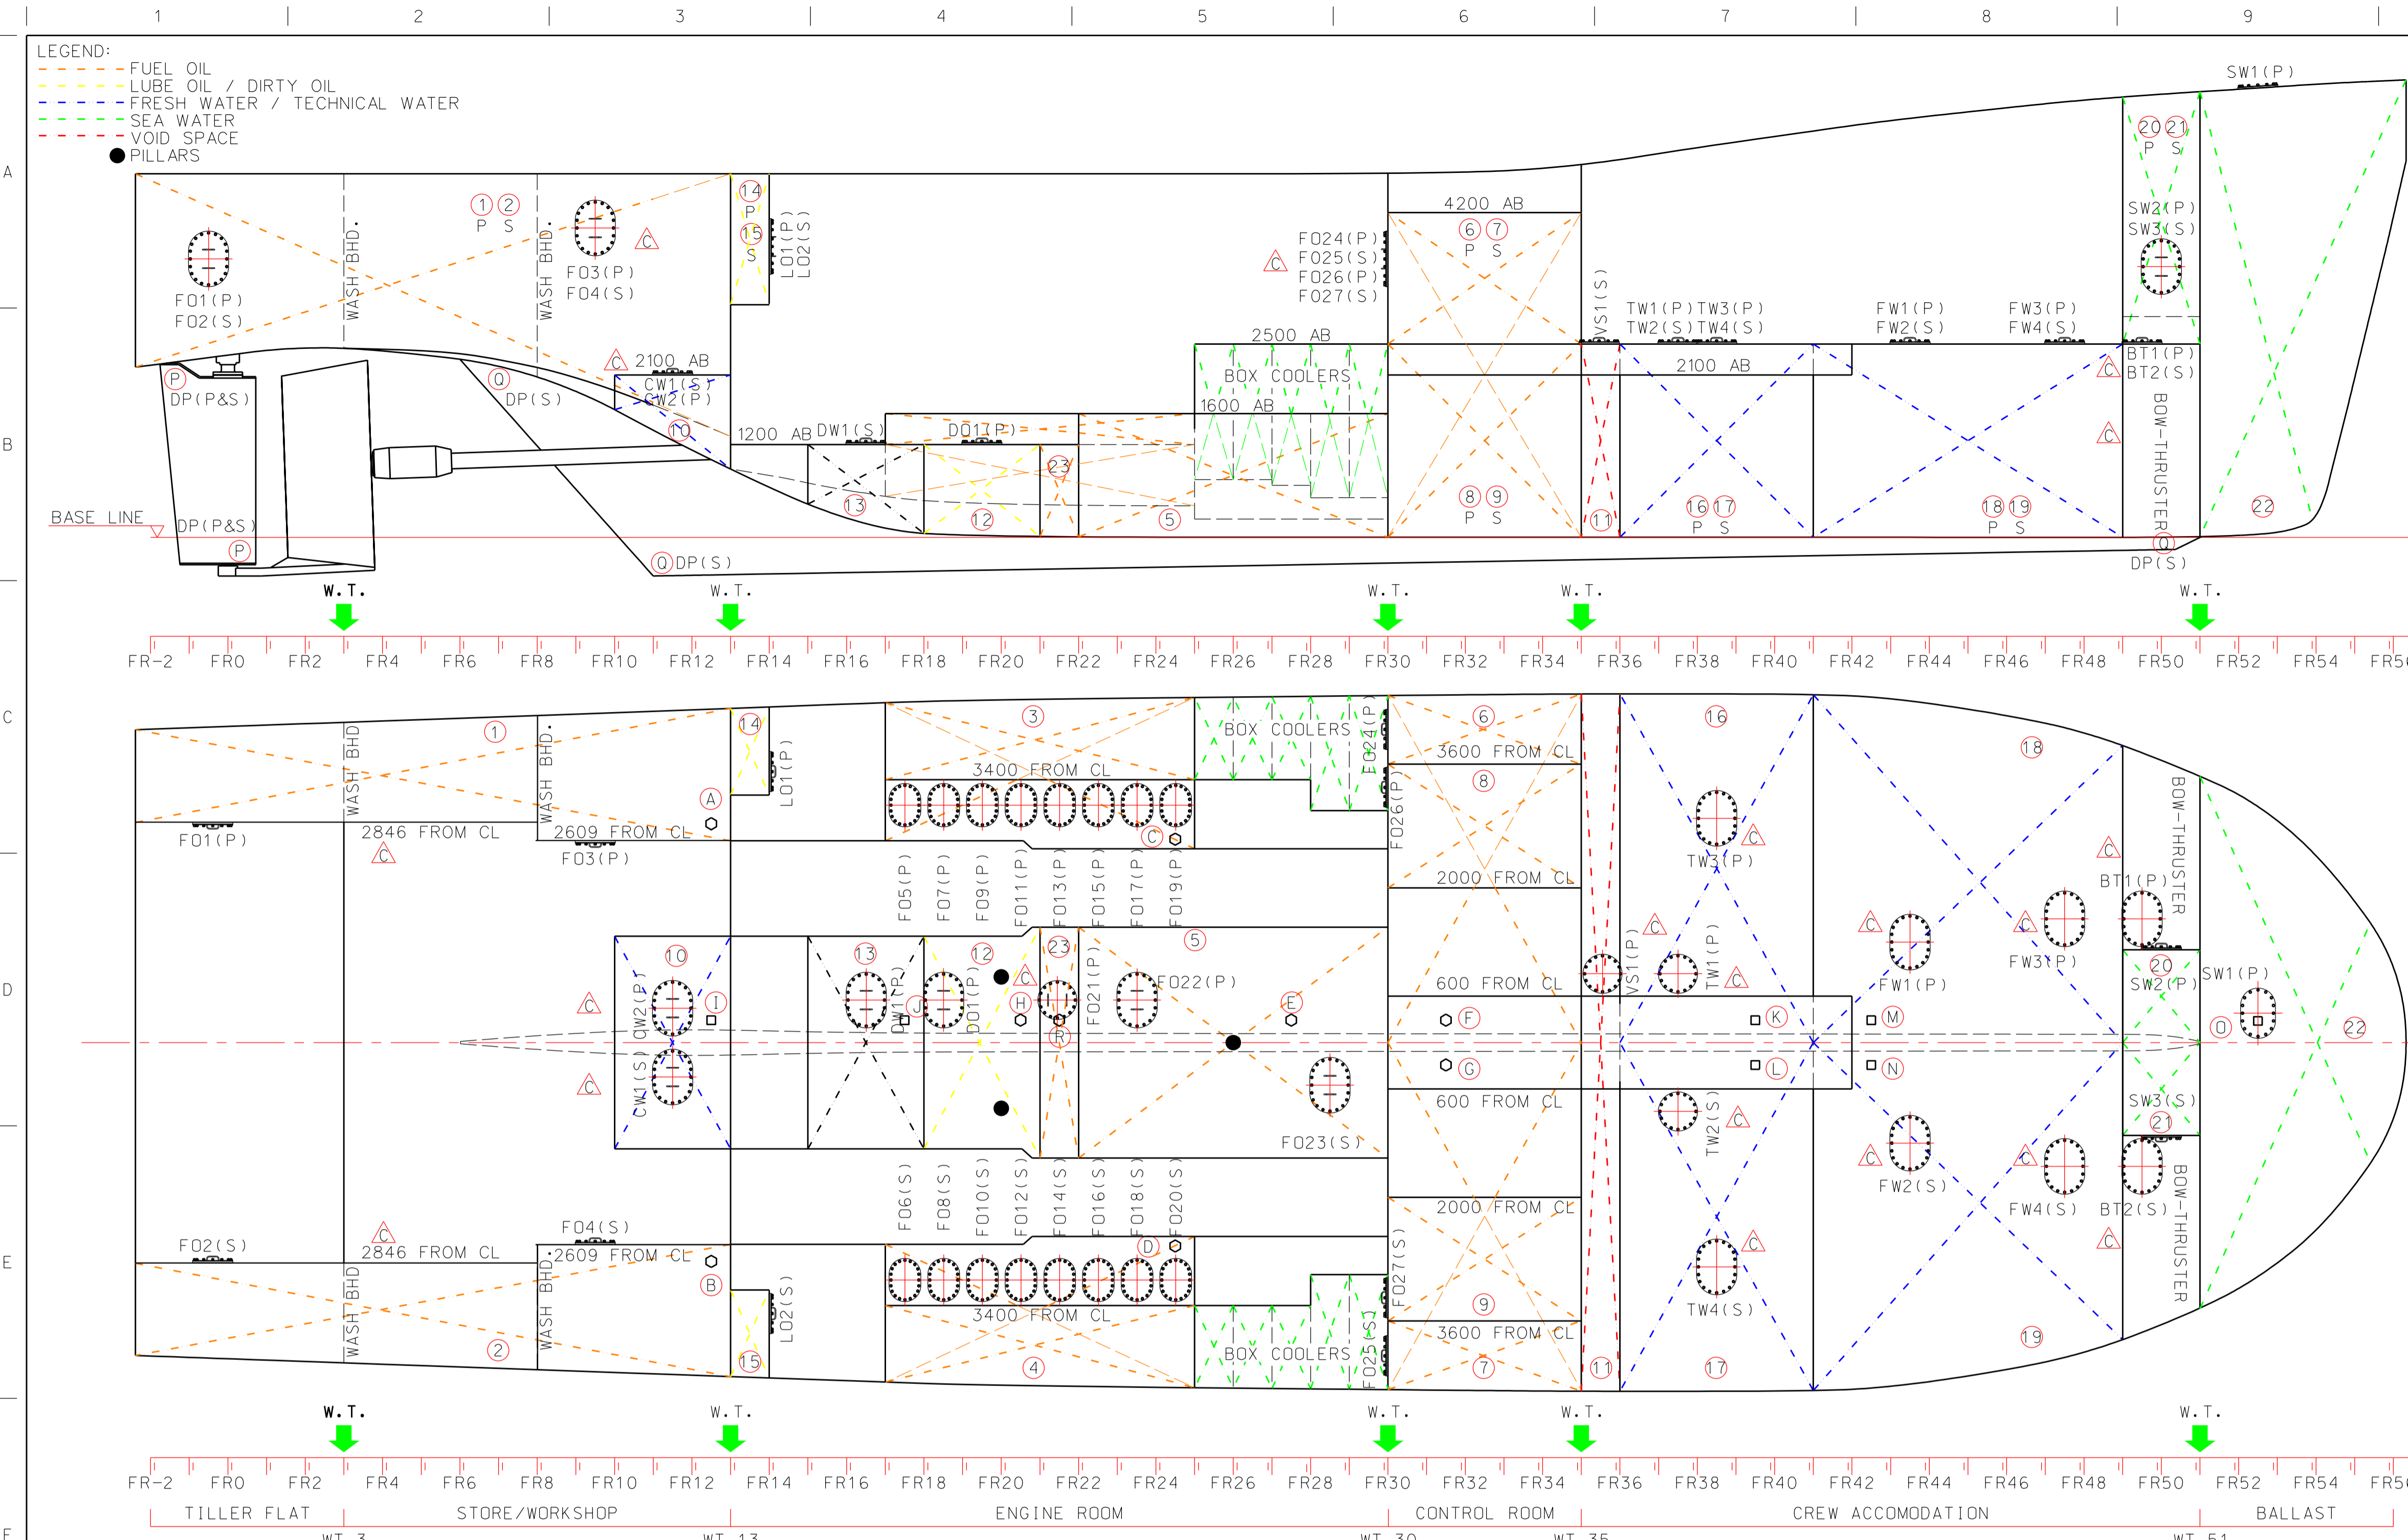 1 2 3 4 5 6 7 8 9
LEGEND:
FUEL OIL
LUBE OIL / DIRTY OIL
FRESH WATER / TECHNICAL WATER
SEA WATER
VOID SPACE
PILLARS
A
B
C
D
E
F
SW1(P)
20 21
P S
SW2(P)
SW3(S)
1 2
P S
WASH BHD.
WASH BHD.
C
FO1(P)
FO2(S)
FO3(P)
FO4(S)
14
P
15
S
LO1(P)
LO2(S)
C
FO24(P)
FO25(S)
FO26(P)
FO27(S)
4200 AB
6 7
P S
VS1(S)
TW1(P) TW3(P)
TW2(S) TW4(S)
FW1(P)
FW2(S)
FW3(P)
FW4(S)
2500 AB
BOX COOLERS
1600 AB
2100 AB
C
BT1(P)
BT2(S)
C
BOW-THRUSTER
C
2100 AB
CW1(S)
CW2(P)
10
P
DP(P&S)
Q
DP(S)
1200 AB
DW1(S)
DO1(P)
13
12
23
5
8 9
P S
11
16 17
P S
18 19
P S
22
BASE LINE
DP(P&S)
P
Q DP(S)
Q
DP(S)
W.T. W.T. W.T. W.T. W.T.
FR-2 FR0 FR2 FR4 FR6 FR8 FR10 FR12 FR14 FR16 FR18 FR20 FR22 FR24 FR26 FR28 FR30 FR32 FR34 FR36 FR38 FR40 FR42 FR44 FR46 FR48 FR50 FR52 FR54
1
WASH BHD
WASH BHD.
14
LO1(P)
A
FO1(P)
2846 FROM CL
C
2609 FROM CL
FO3(P)
3
3400 FROM CL
C
BOX COOLERS
FO24(P)
FO26(P)
FO5(P) FO7(P) FO9(P) FO11(P) FO13(P) FO15(P) FO17(P) FO19(P)
6
3600 FROM CL
8
2000 FROM CL
600 FROM CL
16
C
TW3(P)
C
TW1(P)
C
VS1(P)
18
C
BT1(P)
BOW-THRUSTER
C
FW1(P)
C
FW3(P)
20
SW2(P)
SW1(P)
O
22
10
C
OW2(P)
CW1(S)
C
I
13
DW1(P)
J
12
DO1(P)
C
H
23
R
FO21(P)
5
FO22(P)
E
FO23(S)
F
G
K
L
M
N
600 FROM CL
TW2(S)
C
C
FW2(S)
C
FW4(S)
SW3(S)
21
BT2(S)
C
BOW-THRUSTER
FO6(S) FO8(S) FO10(S) FO12(S) FO14(S) FO16(S) FO18(S) FO20(S)
D
2000 FROM CL
9
3600 FROM CL
7
11
C
TW4(S)
17
19
FO2(S)
C
2846 FROM CL
FO4(S)
2609 FROM CL
B
WASH BHD
WASH BHD.
2
15
LO2(S)
3400 FROM CL
4
BOX COOLERS
FO27(S)
FO25(S)
W.T. W.T. W.T. W.T. W.T.
FR-2 FR0 FR2 FR4 FR6 FR8 FR10 FR12 FR14 FR16 FR18 FR20 FR22 FR24 FR26 FR28 FR30 FR32 FR34 FR36 FR38 FR40 FR42 FR44 FR46 FR48 FR50 FR52 FR54
TILLER FLAT STORE/WORKSHOP ENGINE ROOM CONTROL ROOM CREW ACCOMODATION BALLAST
WT 3 WT 13 WT 30 WT 35 WT 51